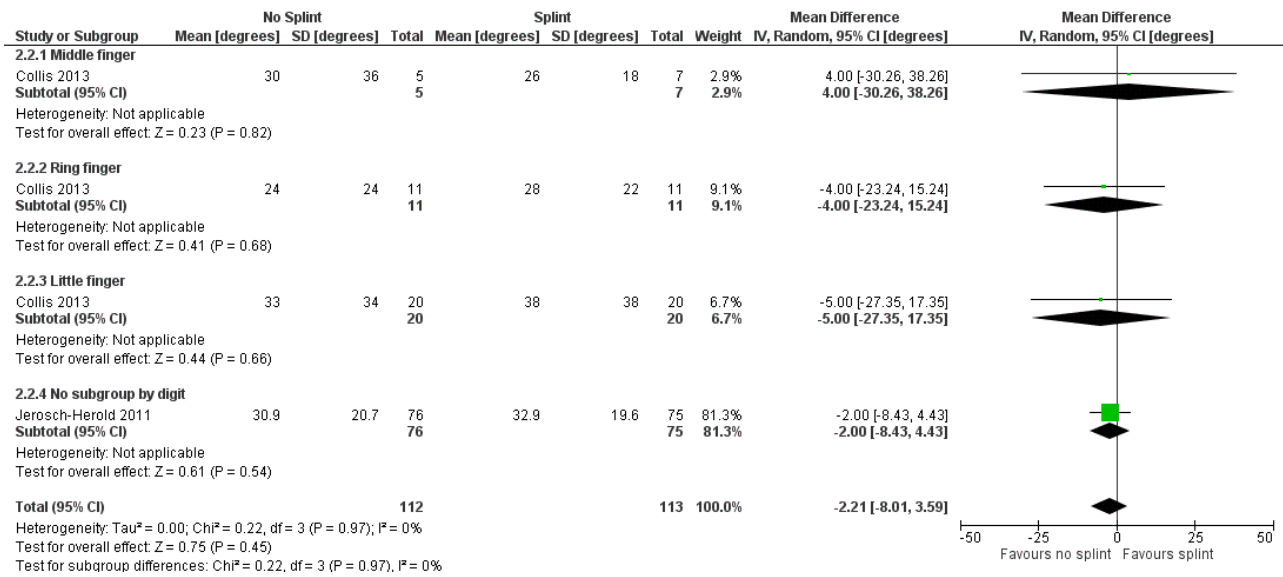 No Splint Splint Mean Difference Mean Difference
Study or Subgroup Mean [degrees] SD [degrees] Total Mean [degrees] SD [degrees] Total Weight IV, Random, 95% CI [degrees] IV, Random, 95% CI [degrees]
2.2.1 Middle finger
Collis 2013 30 36 5 26 18 7 2.9% 4.00 [-30.26, 38.26]
Subtotal (95% CI) 5 7 2.9% 4.00 [-30.26, 38.26]
Heterogeneity: Not applicable
Test for overall effect: Z = 0.23 (P = 0.82)
2.2.2 Ring finger
Collis 2013 24 24 11 28 22 11 9.1% -4.00 [-23.24, 15.24]
Subtotal (95% CI) 11 11 9.1% -4.00 [-23.24, 15.24]
Heterogeneity: Not applicable
Test for overall effect: Z = 0.41 (P = 0.68)
2.2.3 Little finger
Collis 2013 33 34 20 38 38 20 6.7% -5.00 [-27.35, 17.35]
Subtotal (95% CI) 20 20 6.7% -5.00 [-27.35, 17.35]
Heterogeneity: Not applicable
Test for overall effect: Z = 0.44 (P = 0.66)
2.2.4 No subgroup by digit
Jerosch-Herold 2011 30.9 20.7 76 32.9 19.6 75 81.3% -2.00 [-8.43, 4.43]
Subtotal (95% CI) 76 75 81.3% -2.00 [-8.43, 4.43]
Heterogeneity: Not applicable
Test for overall effect: Z = 0.61 (P = 0.54)
Total (95% CI) 112 113 100.0% -2.21 [-8.01, 3.59]
Heterogeneity: Tau² = 0.00; Chi² = 0.22, df = 3 (P = 0.97); I² = 0%
Test for overall effect: Z = 0.75 (P = 0.45)
Test for subgroup differences: Chi² = 0.22, df = 3 (P = 0.97), I² = 0%
-50 -25 0 25 50
Favours no splint Favours splint